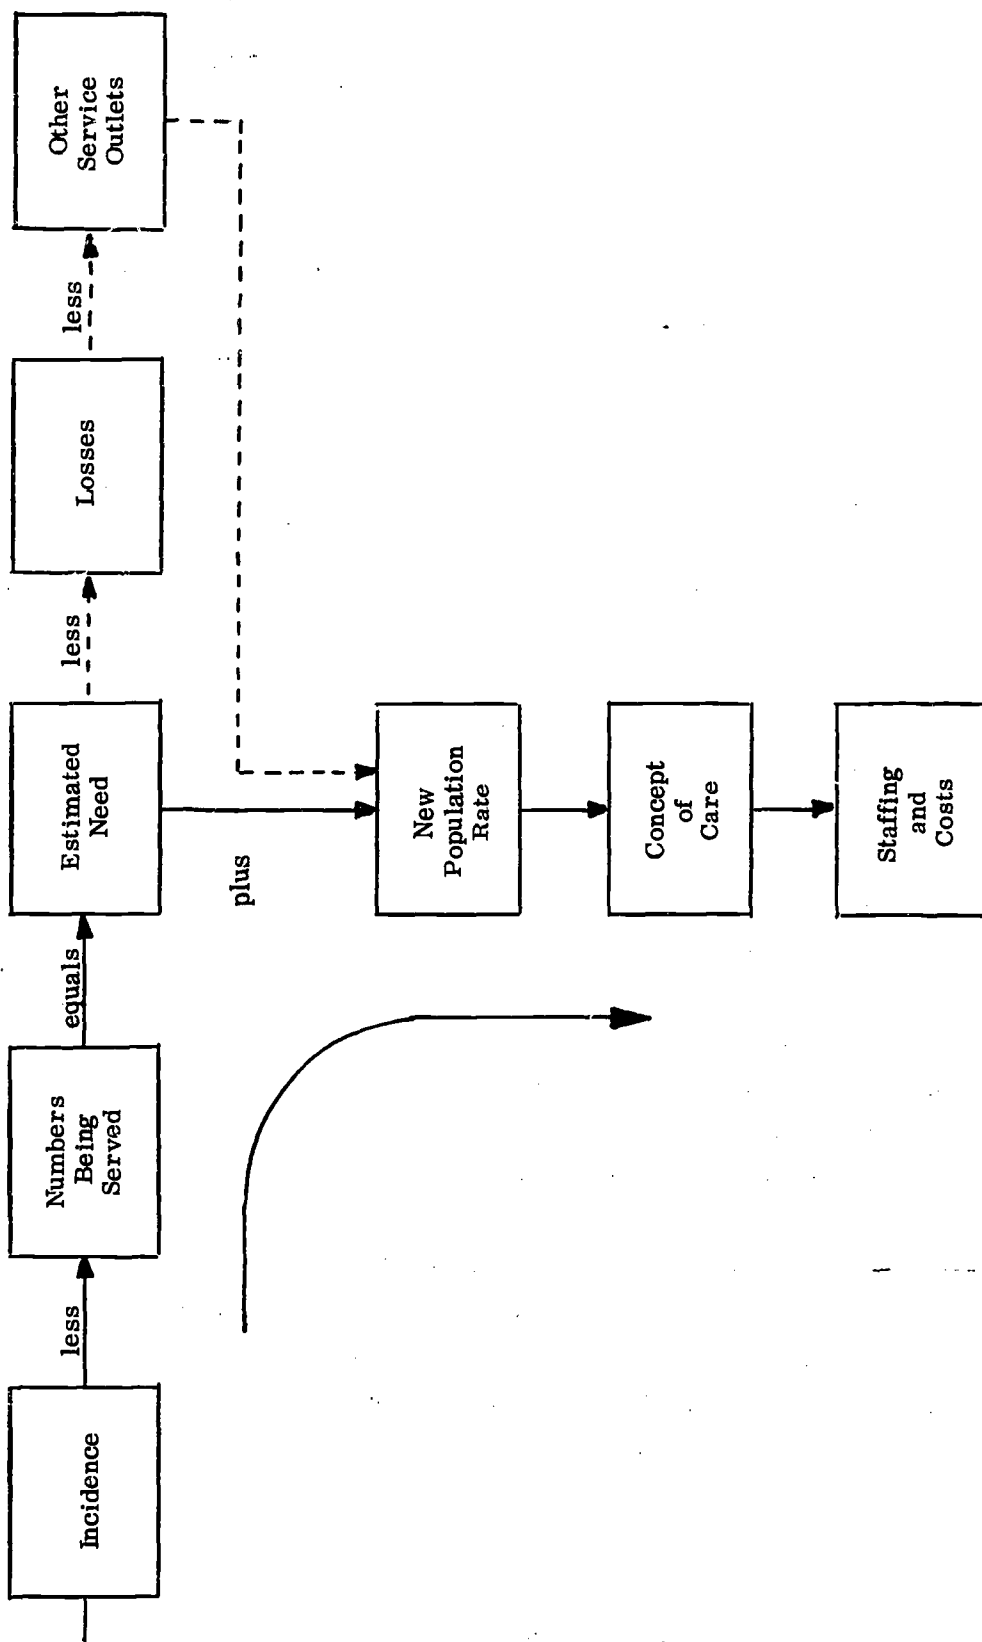 Incidence
less
Numbers
Being
Served
equals
Estimated
Need
less
Losses
less
Other
Service
Outlets
plus
New
Population
Rate
Concept
of
Care
Staffing
and
Costs